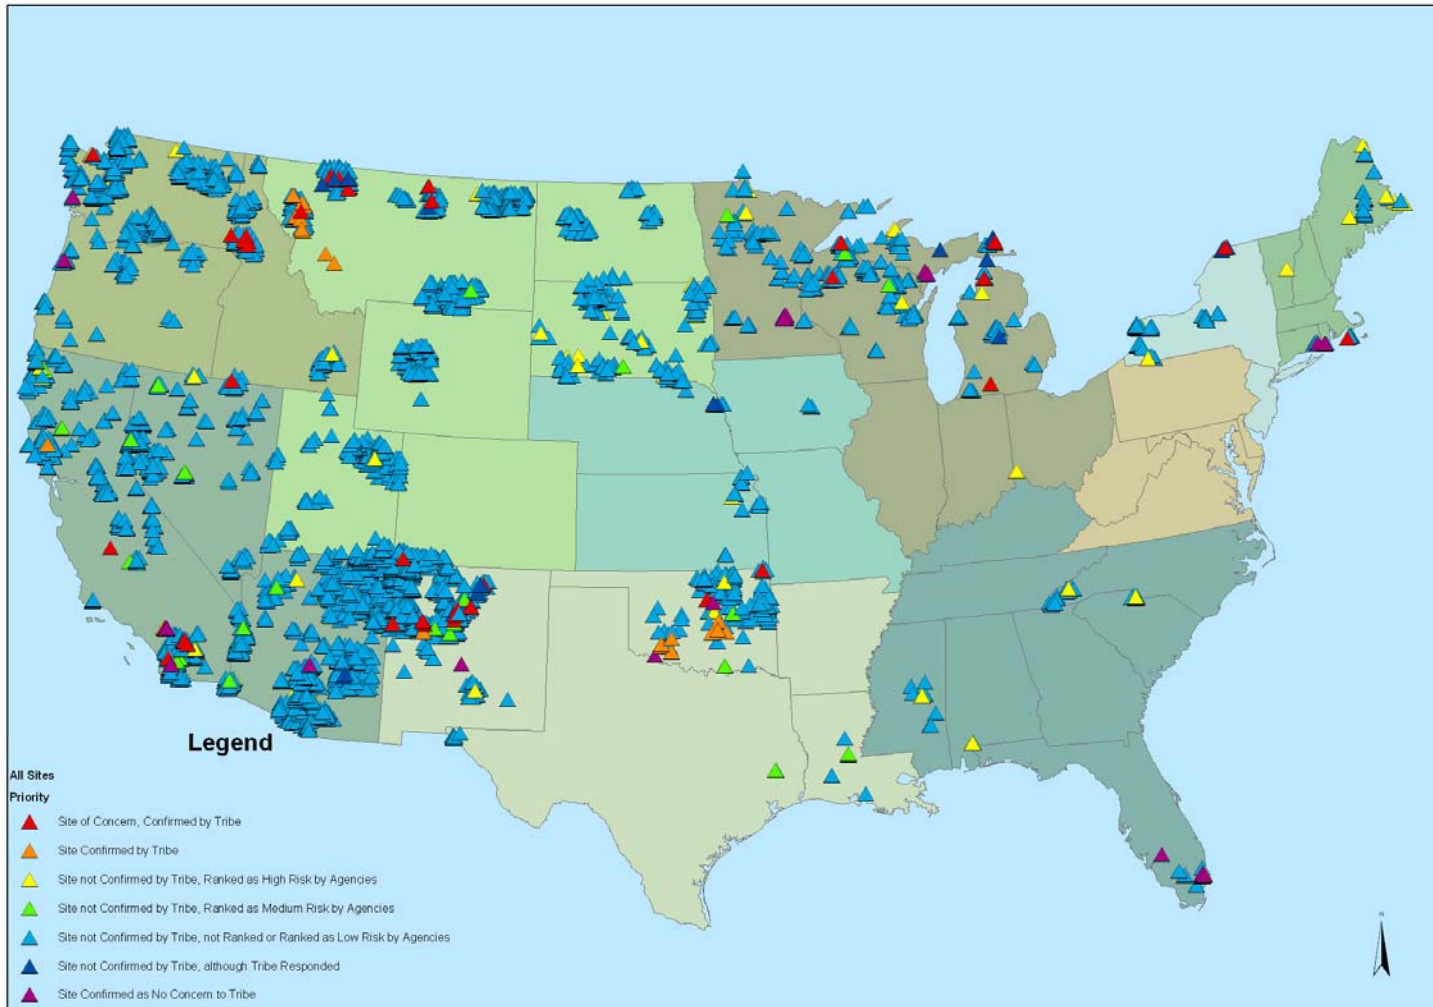 Legend
All Sites
Priority
Site of Concern, Confirmed by Tribe
Site Confirmed by Tribe
Site not Confirmed by Tribe, Ranked as High Risk by Agencies
Site not Confirmed by Tribe, Ranked as Medium Risk by Agencies
Site not Confirmed by Tribe, not Ranked or Ranked as Low Risk by Agencies
Site not Confirmed by Tribe, although Tribe Responded
Site Confirmed as No Concern to Tribe
N